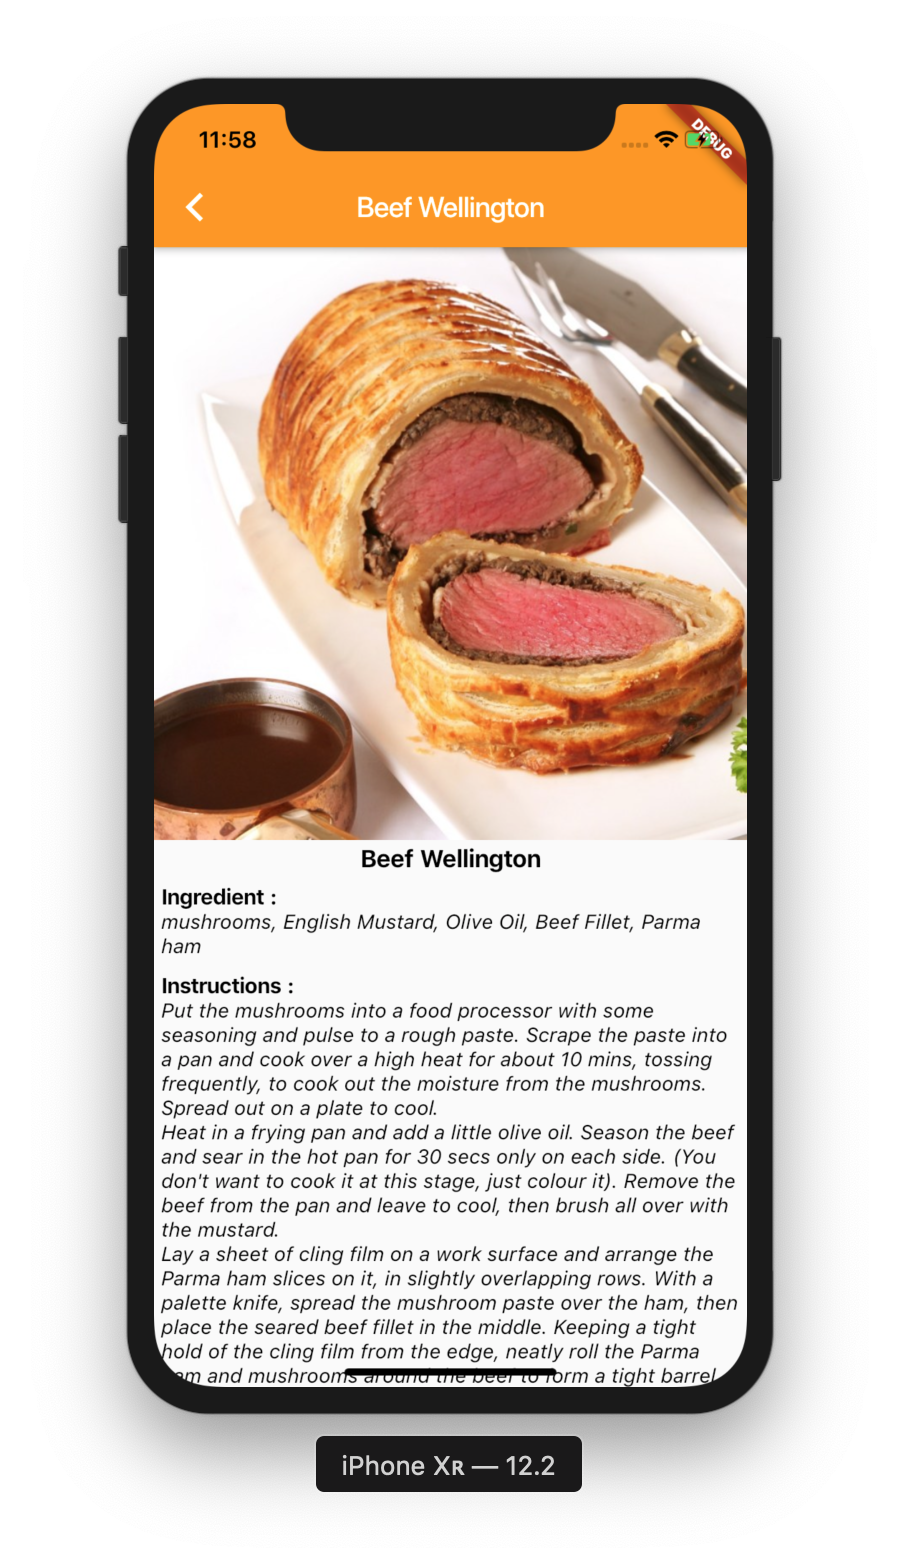 11:58
DEBUG
Beef Wellington
Beef Wellington
Ingredient :
mushrooms, English Mustard, Olive Oil, Beef Fillet, Parma
ham
Instructions :
Put the mushrooms into a food processor with some
seasoning and pulse to a rough paste. Scrape the paste into
a pan and cook over a high heat for about 10 mins, tossing
frequently, to cook out the moisture from the mushrooms.
Spread out on a plate to cool.
Heat in a frying pan and add a little olive oil. Season the beef
and sear in the hot pan for 30 secs only on each side. (You
don't want to cook it at this stage, just colour it). Remove the
beef from the pan and leave to cool, then brush all over with
the mustard.
Lay a sheet of cling film on a work surface and arrange the
Parma ham slices on it, in slightly overlapping rows. With a
palette knife, spread the mushroom paste over the ham, then
place the seared beef fillet in the middle. Keeping a tight
hold of the cling film from the edge, neatly roll the Parma
ham and mushrooms around the beef to form a tight barrel
iPhone XR — 12.2